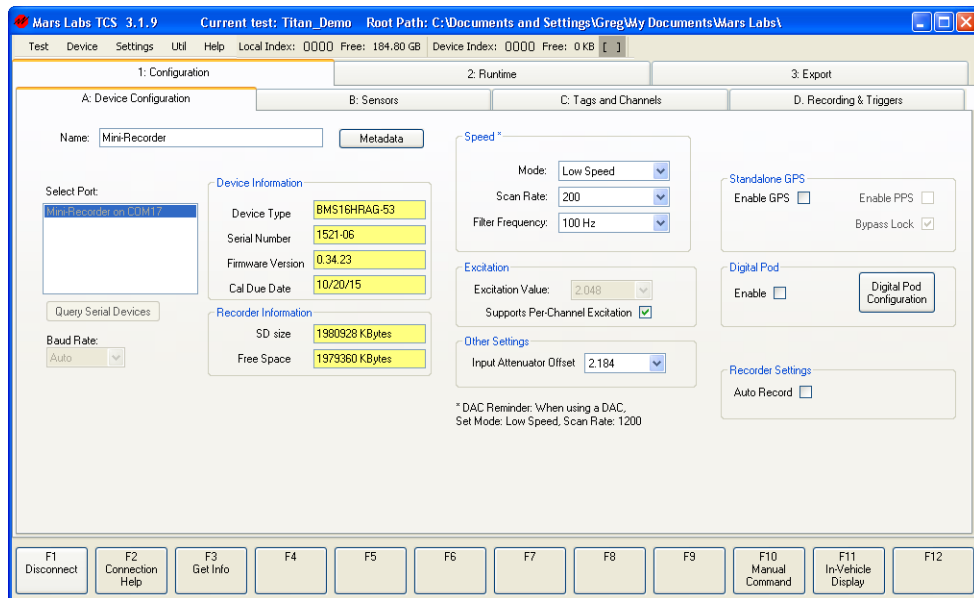 Mars Labs TCS 3.1.9 Current test: Titan_Demo Root Path: C:\Documents and Settings\Greg\My Documents\Mars Labs\
Test Device Settings Util Help Local Index: 0000 Free: 184.80 GB Device Index: 0000 Free: 0 KB [ ]
1: Configuration 2: Runtime 3: Export
A: Device Configuration B: Sensors C: Tags and Channels D. Recording & Triggers
Name: Mini-Recorder Metadata
Select Port:
Mini-Recorder on COM17
Query Serial Devices
Baud Rate:
Auto
Device Information
Device Type BMS16HRAG-53
Serial Number 1521-06
Firmware Version 0.34.23
Cal Due Date 10/20/15
Recorder Information
SD size 1980928 KBytes
Free Space 1979360 KBytes
Speed *
Mode: Low Speed
Scan Rate: 200
Filter Frequency: 100 Hz
Excitation
Excitation Value: 2.048
Supports Per-Channel Excitation
Other Settings
Input Attenuator Offset 2.184
* DAC Reminder: When using a DAC,
Set Mode: Low Speed, Scan Rate: 1200
Standalone GPS
Enable GPS Enable PPS
Bypass Lock
Digital Pod
Enable
Digital Pod
Configuration
Recorder Settings
Auto Record
F1
Disconnect
F2
Connection
Help
F3
Get Info
F4
F5
F6
F7
F8
F9
F10
Manual
Command
F11
In-Vehicle
Display
F12